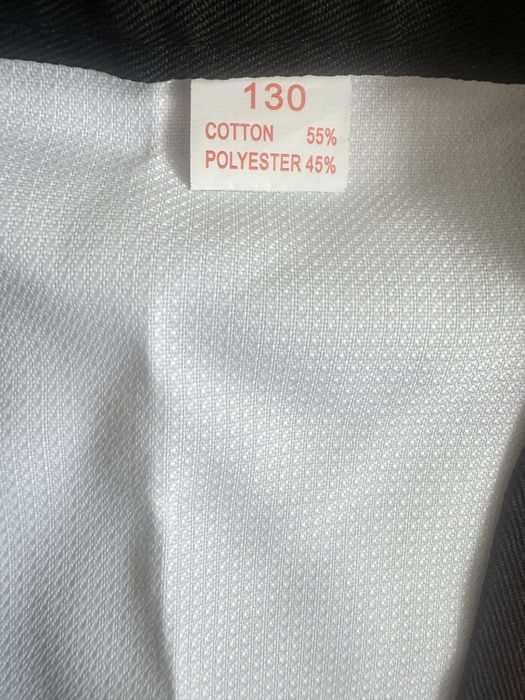 130
COTTON 55%
POLYESTER 45%